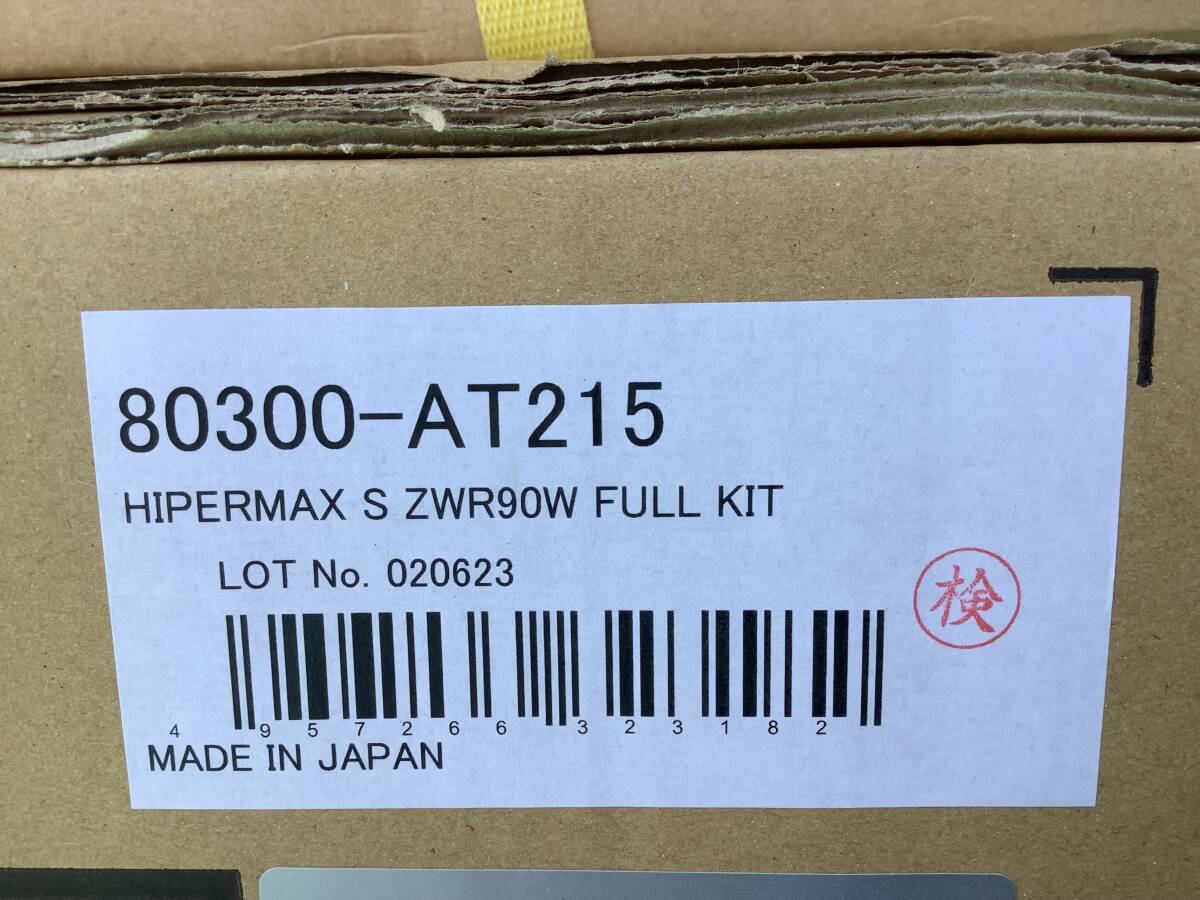 80300-AT215
HIPERMAX S ZWR90W FULL KIT
LOT No. 020623
検
4 957266 323182
MADE IN JAPAN